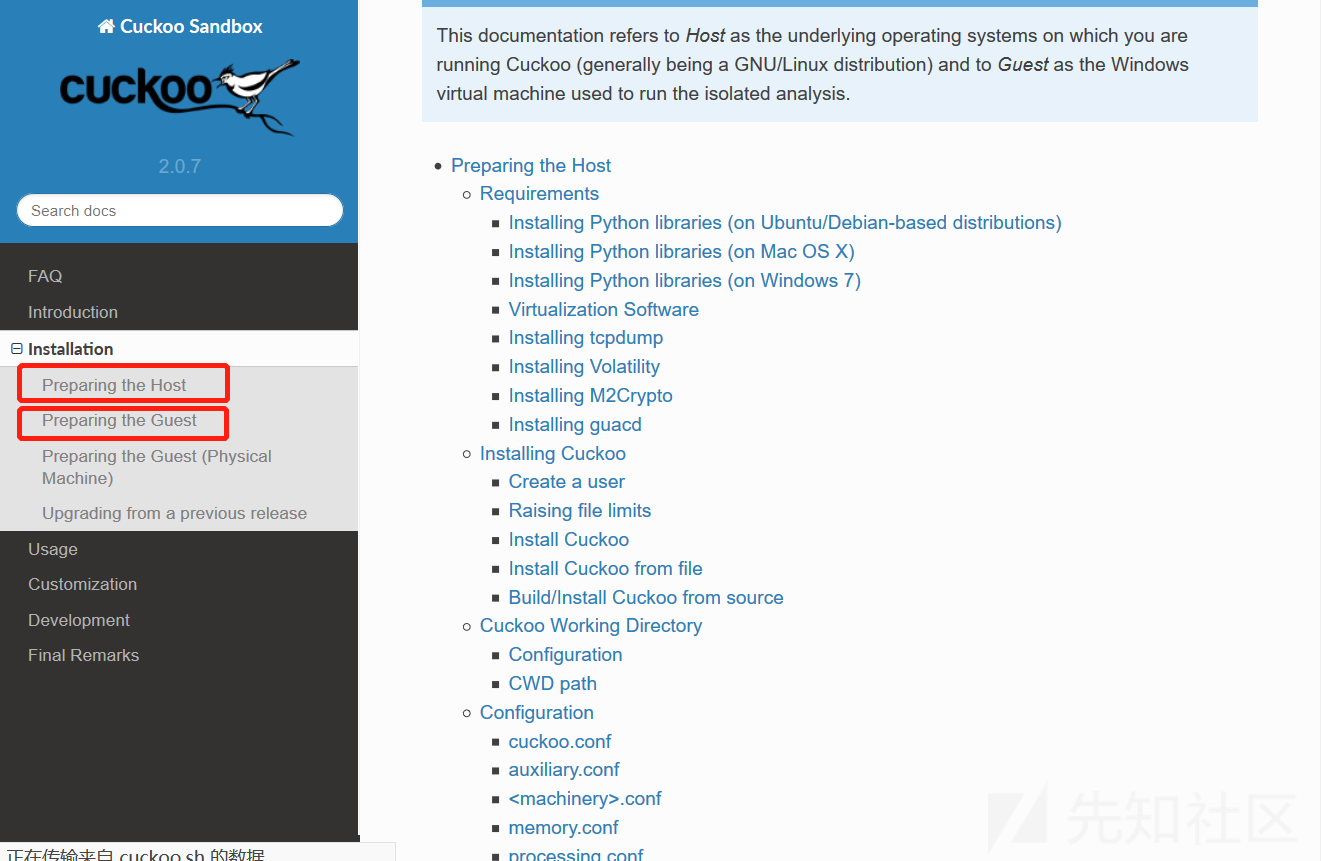 Cuckoo Sandbox
cuckoo
2.0.7
Search docs
FAQ
Introduction
Installation
Preparing the Host
Preparing the Guest
Preparing the Guest (Physical
Machine)
Upgrading from a previous release
Usage
Customization
Development
Final Remarks
正在传输来自 cuckoo.sh 的数据
This documentation refers to Host as the underlying operating systems on which you are
running Cuckoo (generally being a GNU/Linux distribution) and to Guest as the Windows
virtual machine used to run the isolated analysis.
Preparing the Host
Requirements
Installing Python libraries (on Ubuntu/Debian-based distributions)
Installing Python libraries (on Mac OS X)
Installing Python libraries (on Windows 7)
Virtualization Software
Installing tcpdump
Installing Volatility
Installing M2Crypto
Installing guacd
Installing Cuckoo
Create a user
Raising file limits
Install Cuckoo
Install Cuckoo from file
Build/Install Cuckoo from source
Cuckoo Working Directory
Configuration
CWD path
Configuration
cuckoo.conf
auxiliary.conf
<machinery>.conf
memory.conf
processing.conf
先知社区